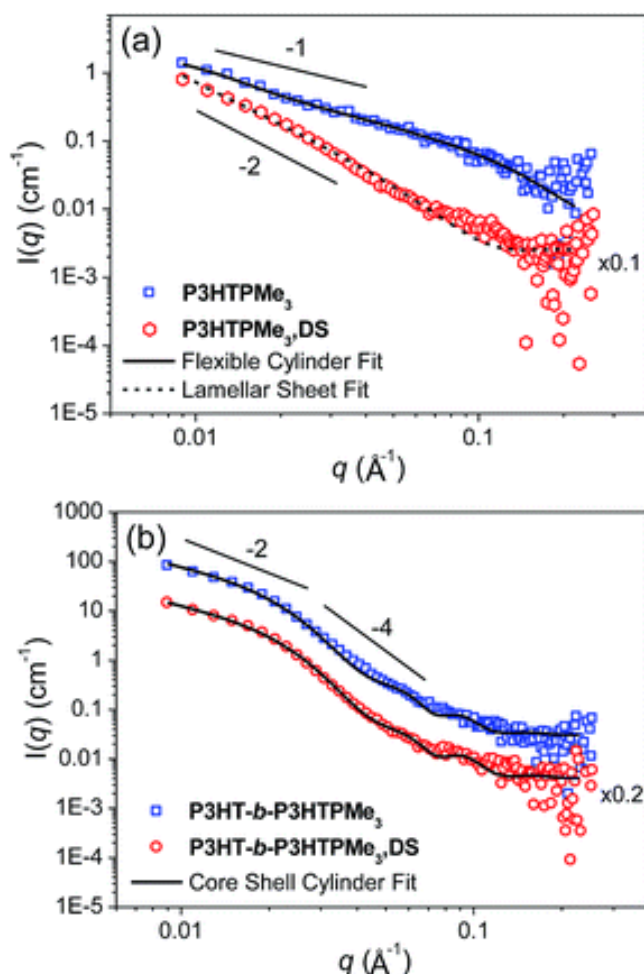 (a)
-1
-2
1
0.1
0.01
1E-3
1E-4
1E-5
I(q) (cm⁻¹)
x0.1
P3HTPMe₃
P3HTPMe₃,DS
Flexible Cylinder Fit
Lamellar Sheet Fit
0.01 0.1
q (Å⁻¹)
(b)
-2
-4
1000
100
10
1
0.1
0.01
1E-3
1E-4
1E-5
I(q) (cm⁻¹)
x0.2
P3HT-b-P3HTPMe₃
P3HT-b-P3HTPMe₃,DS
Core Shell Cylinder Fit
0.01 0.1
q (Å⁻¹)